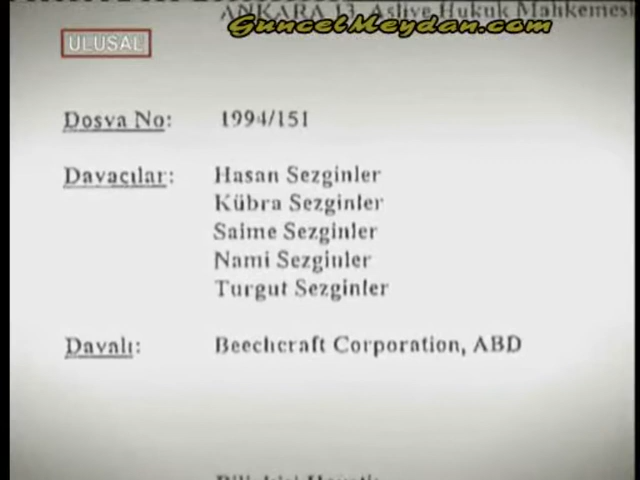 ANKARA 13. Asliye Hukuk Mahkemesi
GuncelMeydan.com
ULUSAL
Dosya No: 1994/151
Davacılar: Hasan Sezginler
Kübra Sezginler
Saime Sezginler
Nami Sezginler
Turgut Sezginler
Davalı: Beechcraft Corporation, ABD